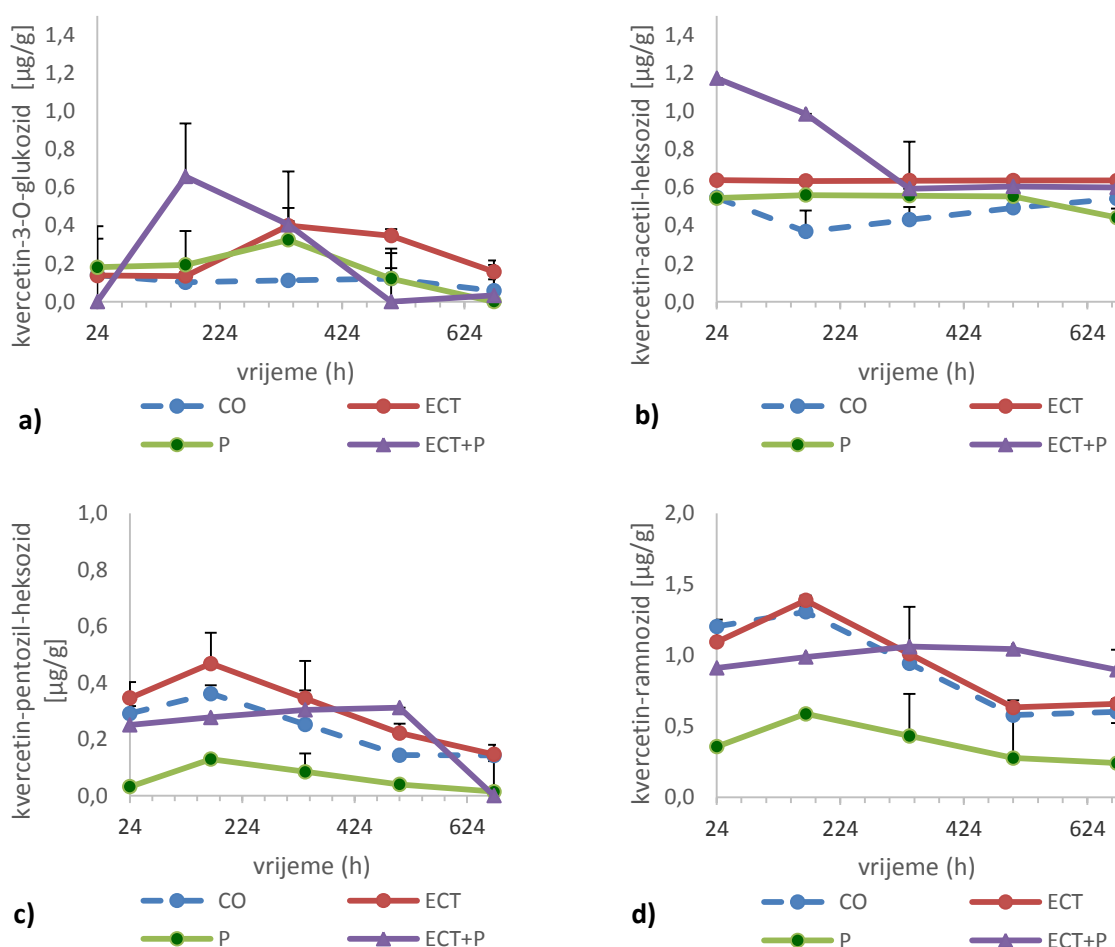 kvercetin-3-O-glukozid [µg/g]
1,4
1,2
1,0
0,8
0,6
0,4
0,2
0,0
24 224 424 624
vrijeme (h)
CO ECT
P ECT+P
a)
kvercetin-acetil-heksozid [µg/g]
1,4
1,2
1,0
0,8
0,6
0,4
0,2
0,0
24 224 424 624
vrijeme (h)
CO ECT
P ECT+P
b)
kvercetin-pentozil-heksozid
[µg/g]
1,0
0,8
0,6
0,4
0,2
0,0
24 224 424 624
vrijeme (h)
CO ECT
P ECT+P
c)
kvercetin-ramnozid [µg/g]
2,0
1,5
1,0
0,5
0,0
24 224 424 624
vrijeme (h)
CO ECT
P ECT+P
d)